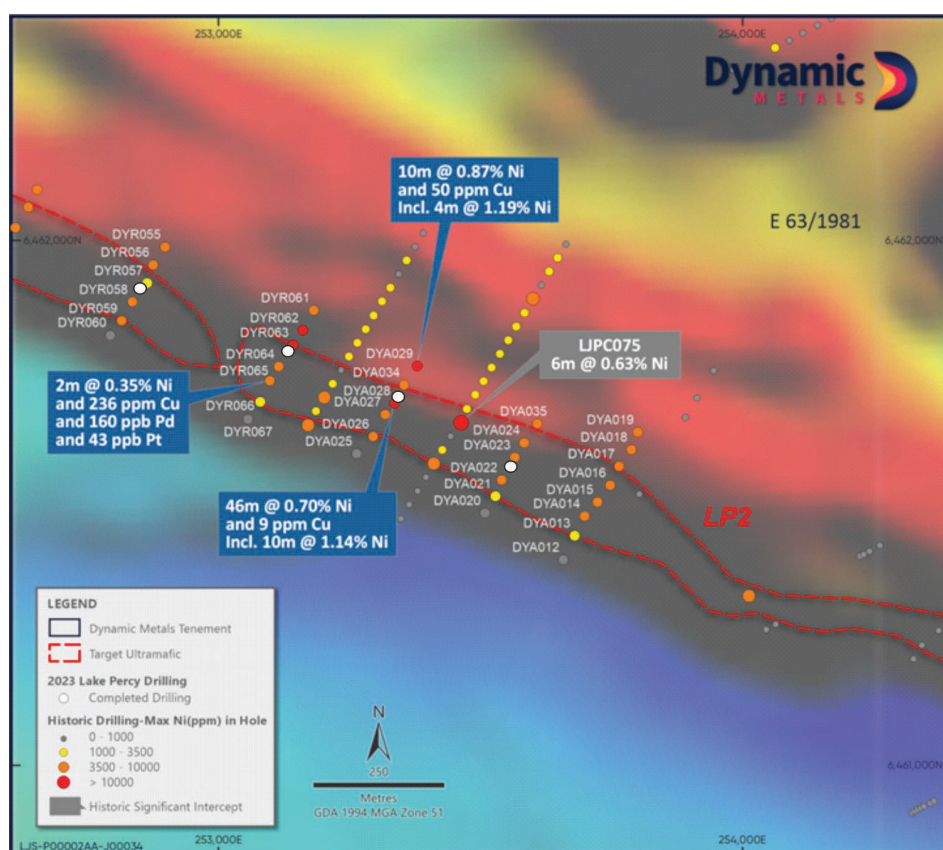 253,000E
254,000E
Dynamic
METALS
10m @ 0.87% Ni
and 50 ppm Cu
Incl. 4m @ 1.19% Ni
E 63/1981
6,462,000N
6,462,000N
DYR055
DYR056
DYR057
DYR058
DYR059
DYR060
DYR061
DYR062
DYR063
DYR064
DYR065
DYR066
DYR067
LJPC075
6m @ 0.63% Ni
DYA029
DYA034
DYA028
DYA027
DYA026
DYA025
2m @ 0.35% Ni
and 236 ppm Cu
and 160 ppb Pd
and 43 ppb Pt
DYA035
DYA024
DYA023
DYA022
DYA021
DYA020
DYA019
DYA018
DYA017
DYA016
DYA015
DYA014
DYA013
DYA012
46m @ 0.70% Ni
and 9 ppm Cu
Incl. 10m @ 1.14% Ni
LP2
LEGEND
Dynamic Metals Tenement
Target Ultramafic
2023 Lake Percy Drilling
Completed Drilling
Historic Drilling-Max Ni(ppm) in Hole
0 - 1000
1000 - 3500
3500 - 10000
> 10000
Historic Significant Intercept
N
250
Metres
GDA 1994 MGA Zone 51
6,461,000N
LJS-P00002AA-J00034
253,000E
254,000E